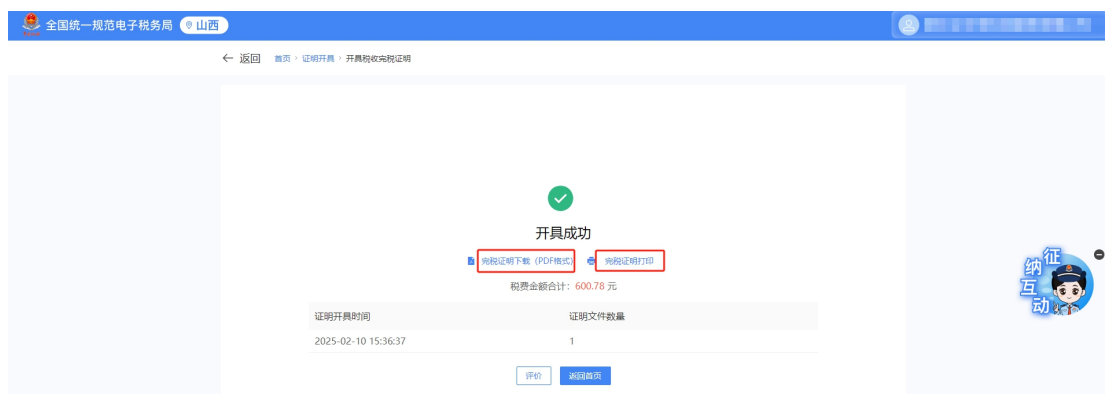 全国统一规范电子税务局 山西
返回 首页 > 证明开具 > 开具税收完税证明
开具成功
完税证明下载（PDF格式） 完税证明打印
税费金额合计：600.78 元
证明开具时间 证明文件数量
2025-02-10 15:36:37 1
评价 返回首页
征纳互动